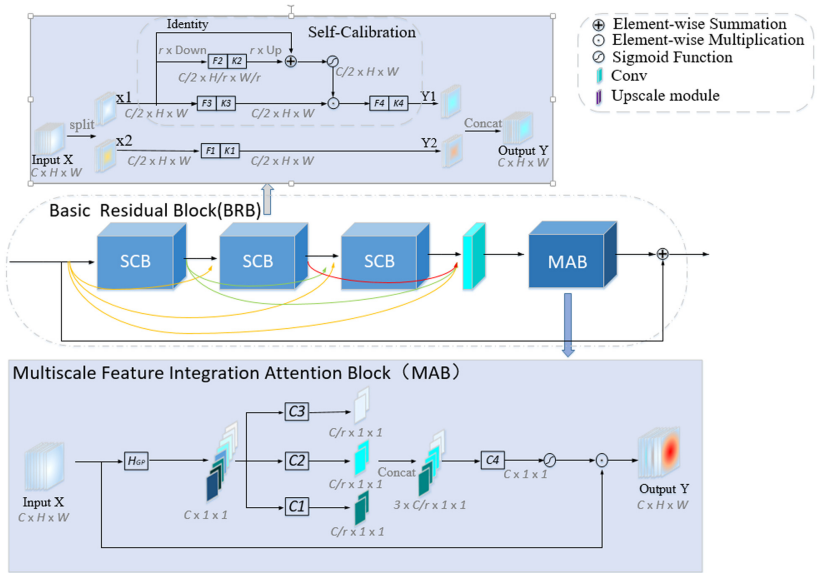 Identity
Self-Calibration
r x Down
F2 K2
r x Up
C/2 x H/r x W/r
C/2 x H x W
x1
C/2 x H x W
F3 K3
C/2 x H x W
F4 K4
Y1
split
Concat
Input X
C x H x W
x2
C/2 x H x W
F1 K1
C/2 x H x W
Y2
Output Y
C x H x W
Element-wise Summation
Element-wise Multiplication
Sigmoid Function
Conv
Upscale module
Basic Residual Block(BRB)
SCB
SCB
SCB
MAB
Multiscale Feature Integration Attention Block（MAB）
C3
C/r x 1 x 1
Input X
C x H x W
HGP
C x 1 x 1
C2
C/r x 1 x 1
Concat
3 x C/r x 1 x 1
C4
C x 1 x 1
Output Y
C x H x W
C1
C/r x 1 x 1